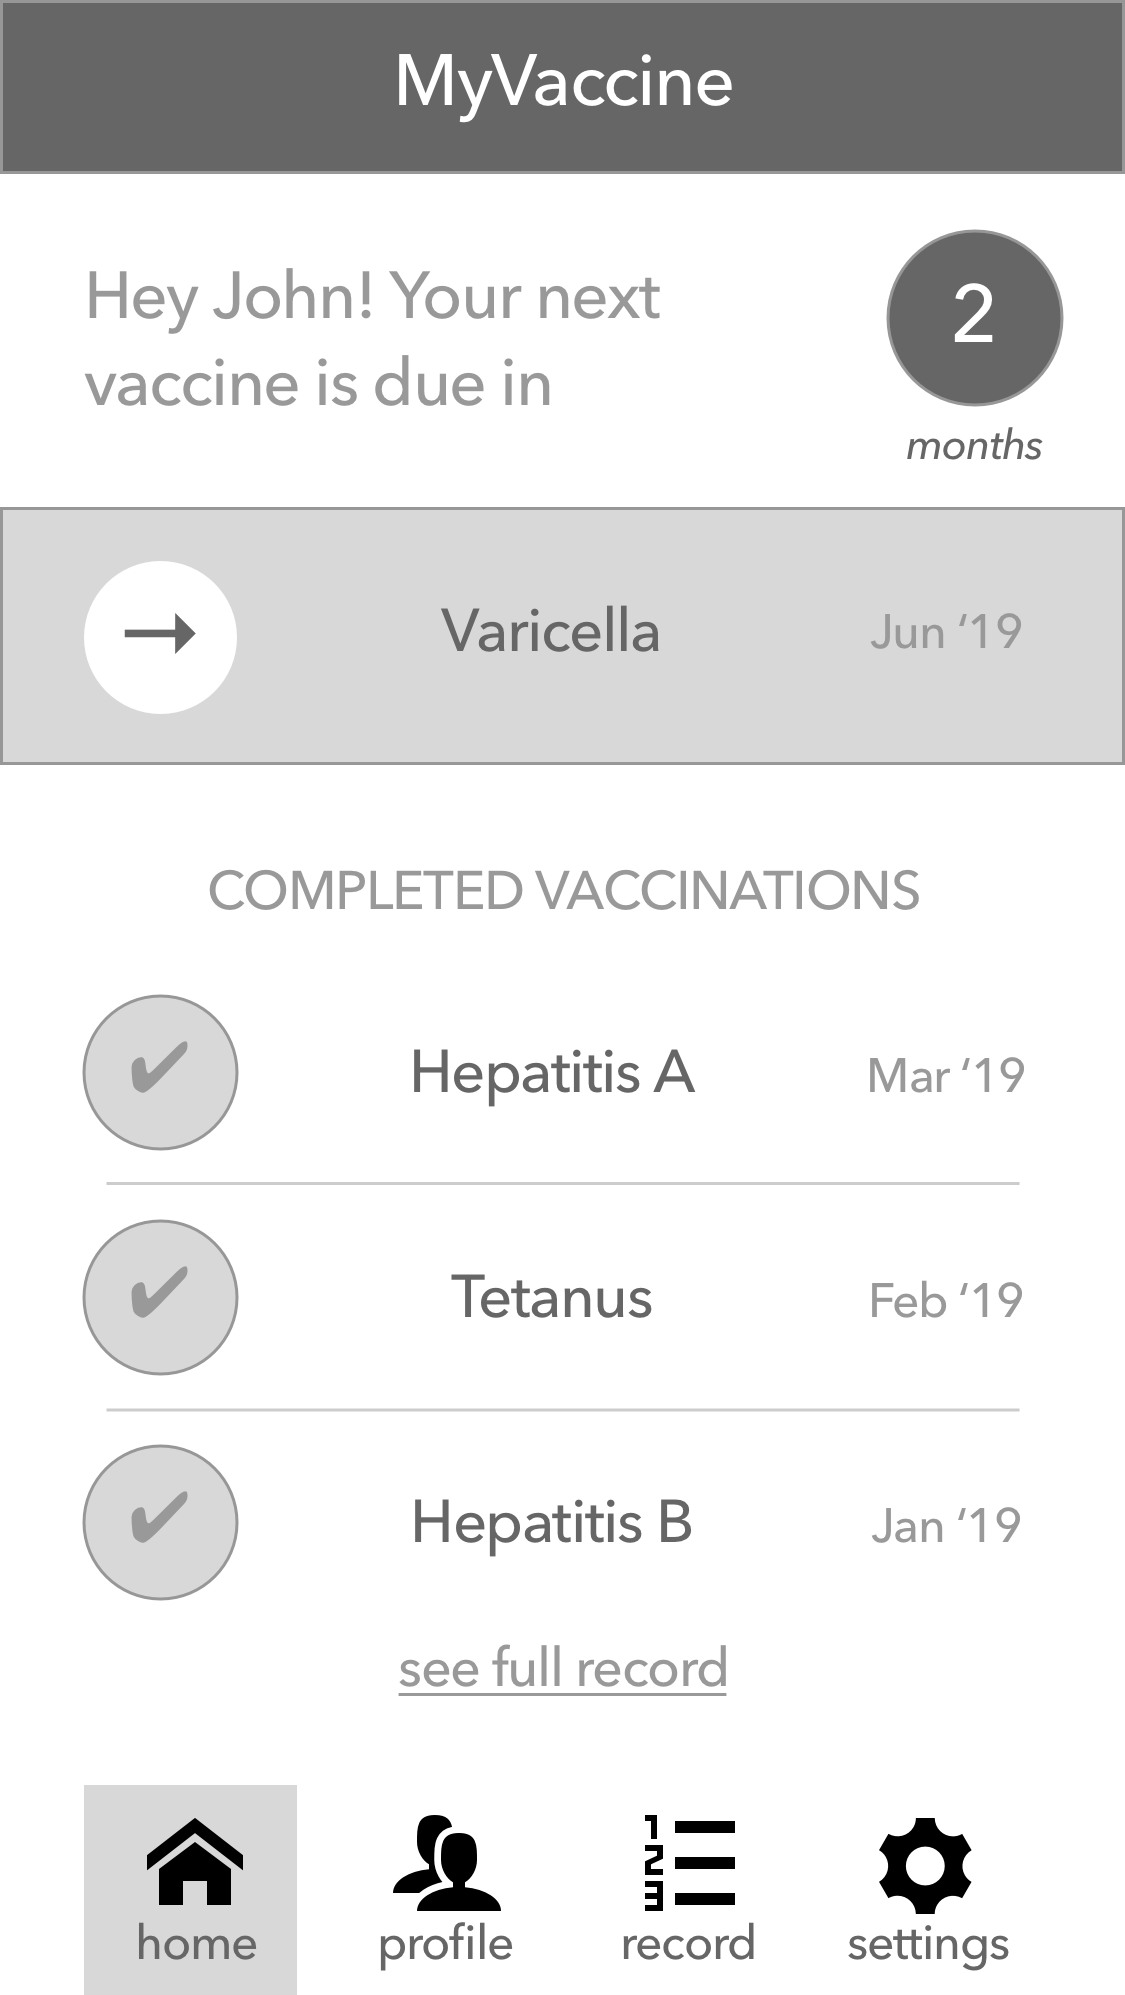 MyVaccine
Hey John! Your next
vaccine is due in
2
months
Varicella
Jun ‘19
COMPLETED VACCINATIONS
✔
Hepatitis A
Mar ‘19
✔
Tetanus
Feb ‘19
✔
Hepatitis B
Jan ‘19
see full record
home
profile
1
2
3
record
settings